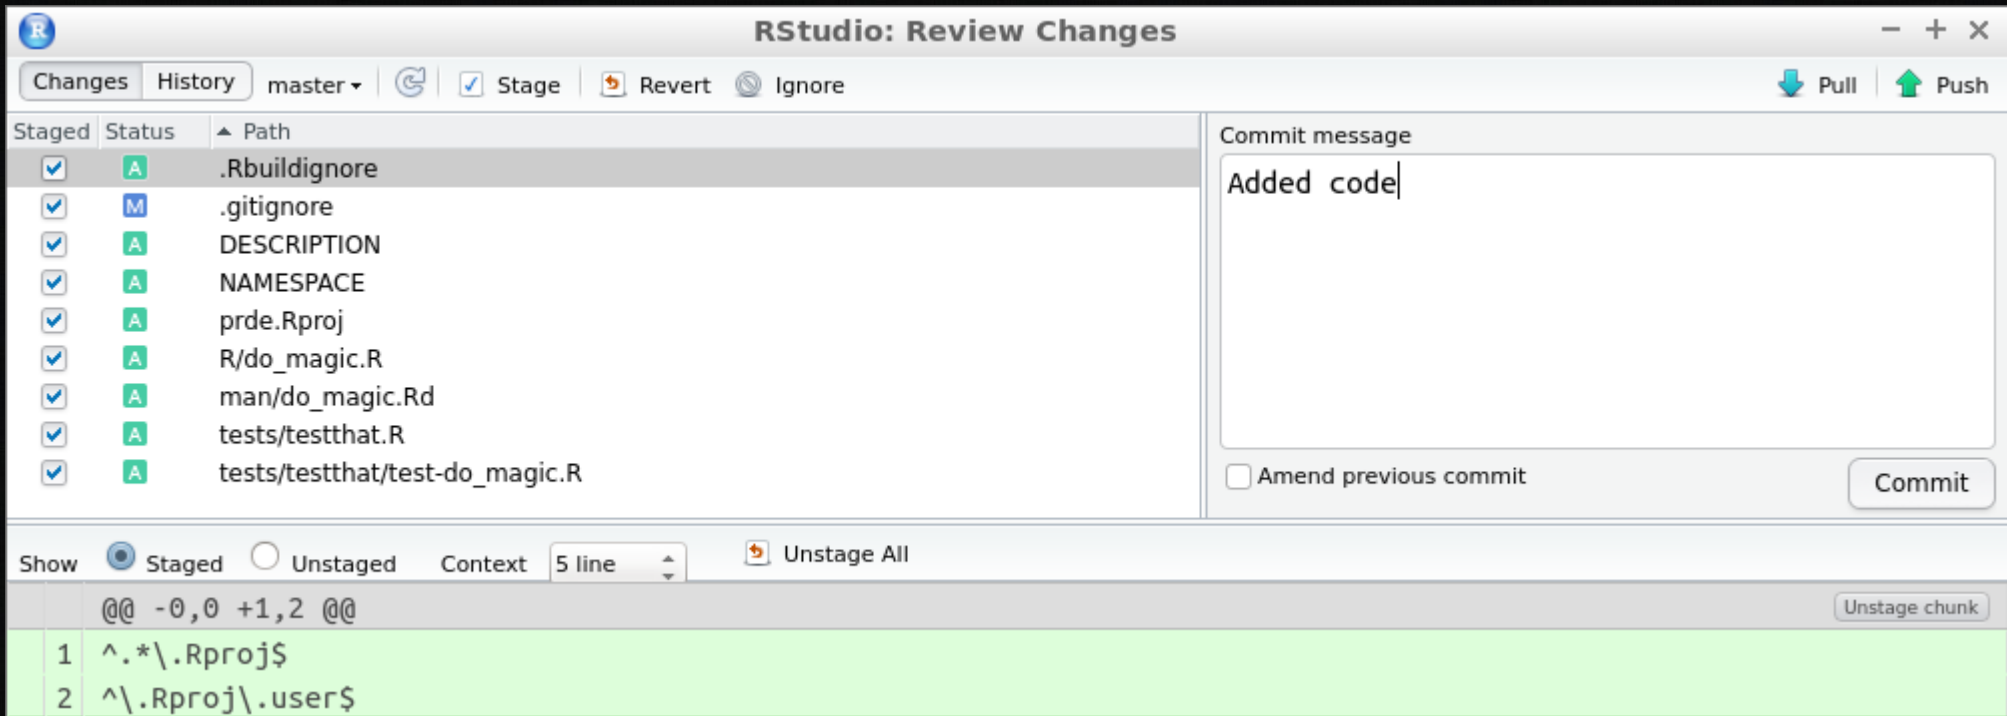 R RStudio: Review Changes
Changes History master Stage Revert Ignore Pull Push
Staged Status Path
A .Rbuildignore
M .gitignore
A DESCRIPTION
A NAMESPACE
A prde.Rproj
A R/do_magic.R
A man/do_magic.Rd
A tests/testthat.R
A tests/testthat/test-do_magic.R
Commit message
Added code
Amend previous commit Commit
Show Staged Unstaged Context 5 line Unstage All
@@ -0,0 +1,2 @@ Unstage chunk
1 ^.*\.Rproj$
2 ^\.Rproj\.user$